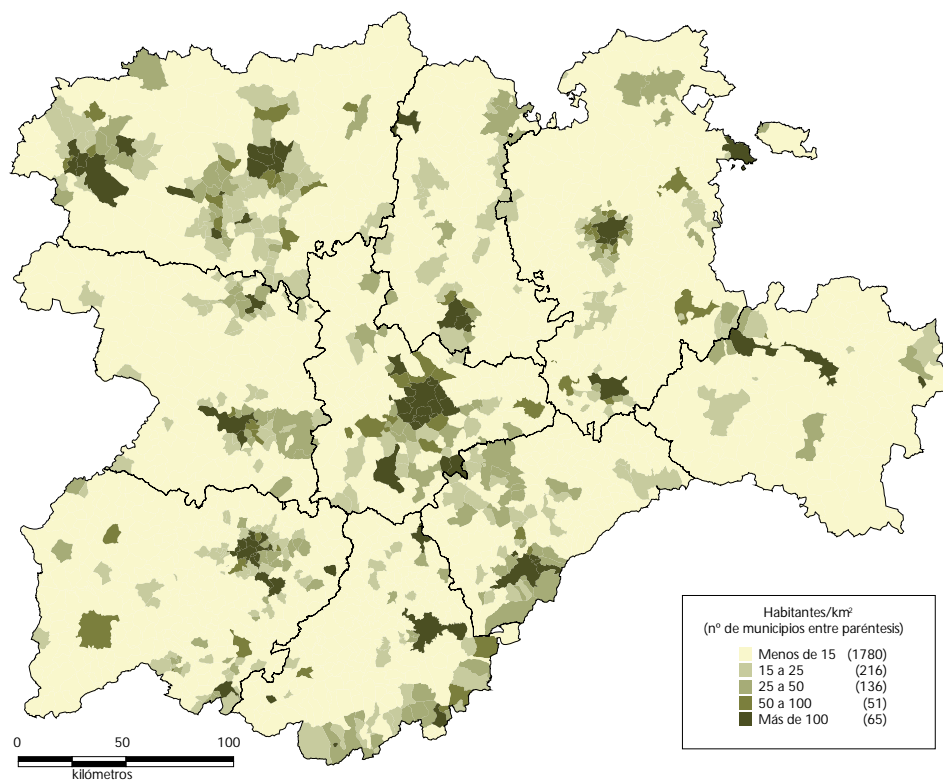 Habitantes/km²
(nº de municipios entre paréntesis)
Menos de 15 (1780)
15 a 25 (216)
25 a 50 (136)
50 a 100 (51)
Más de 100 (65)
0 50 100
kilómetros